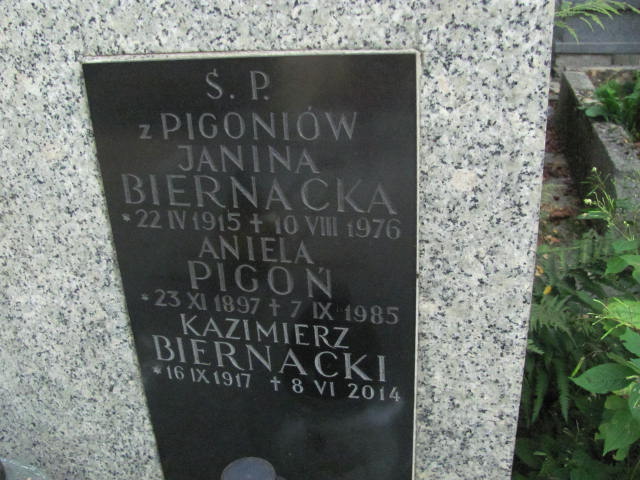 Ś. P.
z PIGONIÓW
JANINA
BIERNACKA
*22 IV 1915 + 10 VIII 1976
ANIELA
PIGOŃ
*23 XI 1897 + 7 IX 1985
KAZIMIERZ
BIERNACKI
*16 IX 1917 + 8 VI 2014